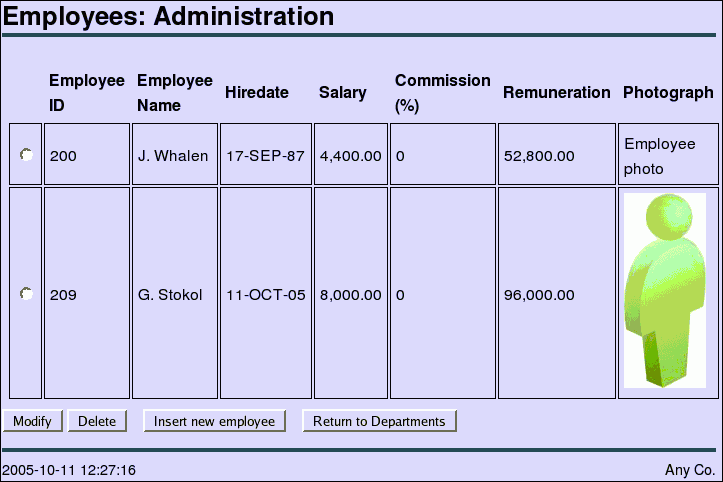 Employees: Administration
Employee ID Employee Name Hiredate Salary Commission (%) Remuneration Photograph
200 J. Whalen 17-SEP-87 4,400.00 0 52,800.00 Employee photo
209 G. Stokol 11-OCT-05 8,000.00 0 96,000.00
Modify Delete Insert new employee Return to Departments
2005-10-11 12:27:16 Any Co.